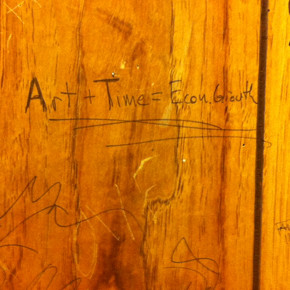 Art + Time = Econ. Growth